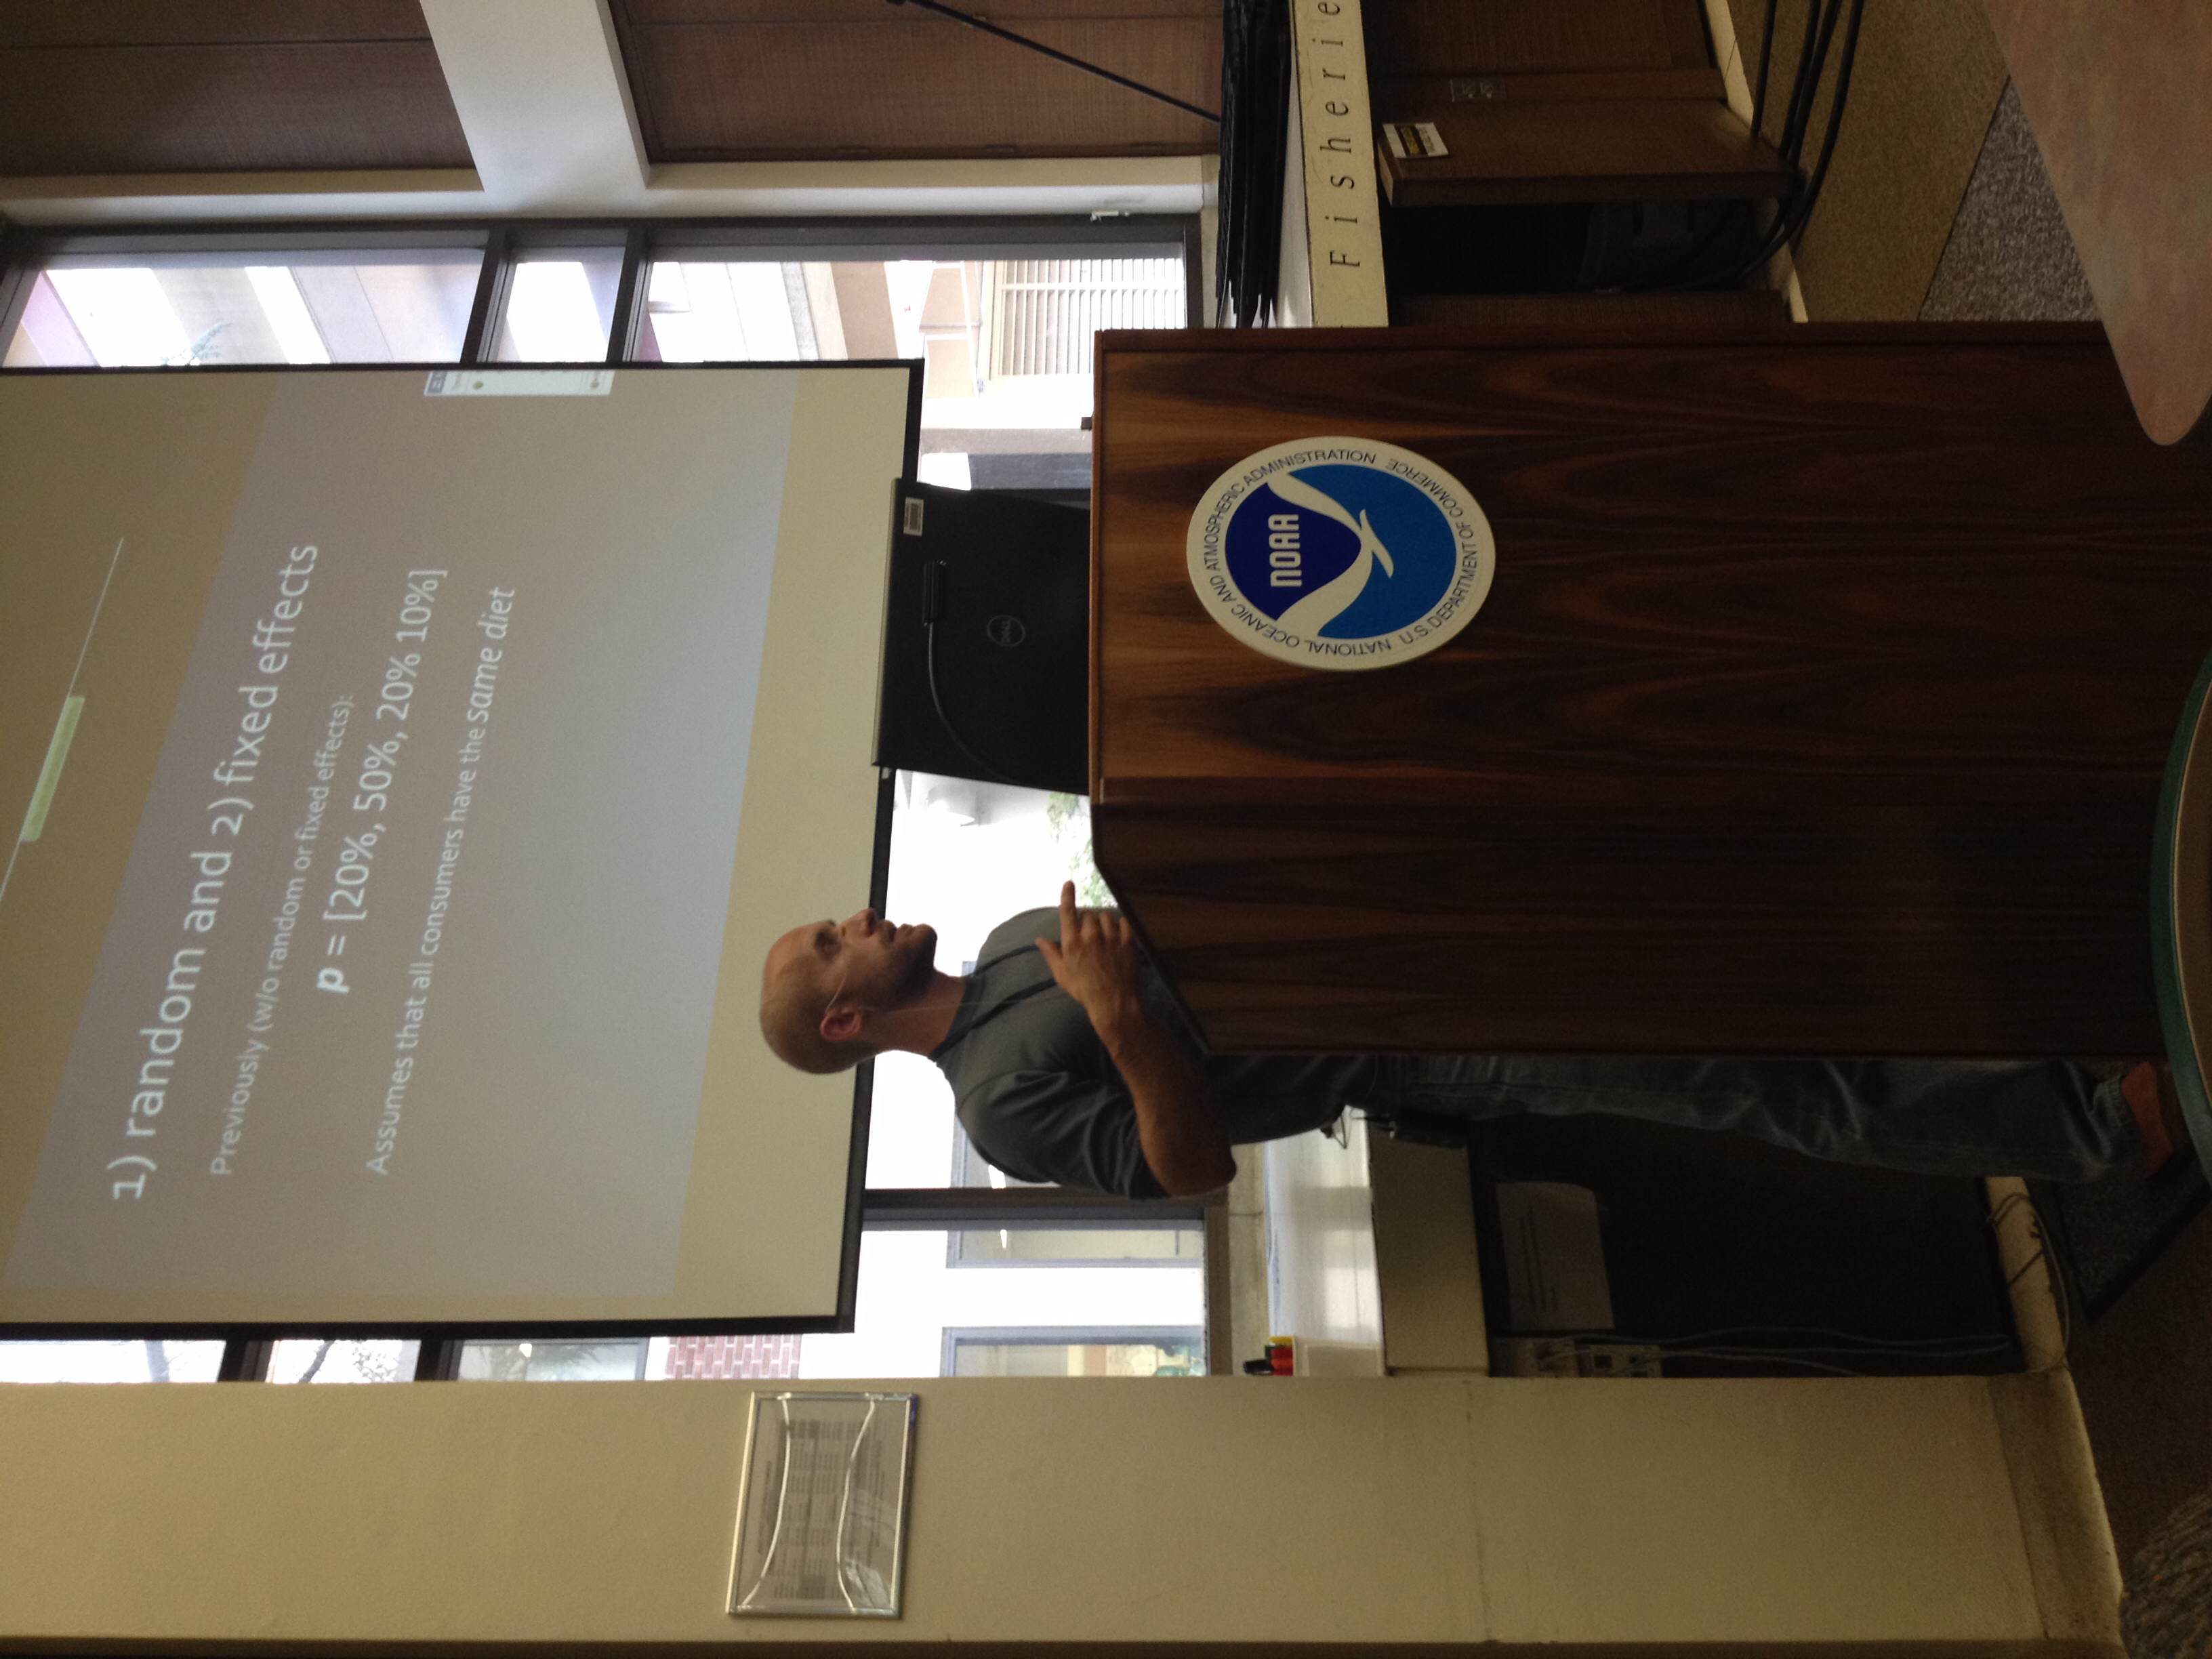 1) random and 2) fixed effects
Previously (w/o random or fixed effects):
p = [20%, 50%, 20% 10%]
Assumes that all consumers have the same diet
DELL
NATIONAL OCEANIC AND ATMOSPHERIC ADMINISTRATION
NOAA
U.S. DEPARTMENT OF COMMERCE
Fisherie